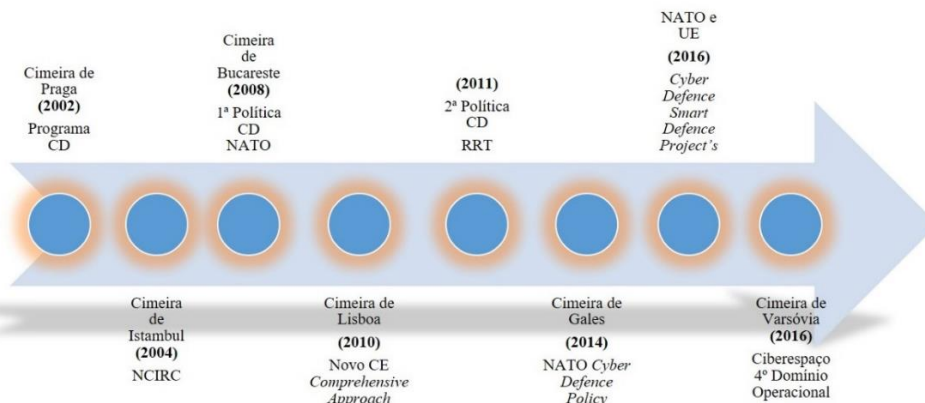 Cimeira de
Praga
(2002)
Programa
CD
Cimeira
de
Istambul
(2004)
NCIRC
Cimeira
de
Bucareste
(2008)
1ª Política
CD
NATO
Cimeira de
Lisboa
(2010)
Novo CE
Comprehensive
Approach
(2011)
2ª Política
CD
RRT
Cimeira de
Gales
(2014)
NATO Cyber
Defence
Policy
NATO e
UE
(2016)
Cyber
Defence
Smart
Defence
Project's
Cimeira de
Varsóvia
(2016)
Ciberespaço
4º Domínio
Operacional